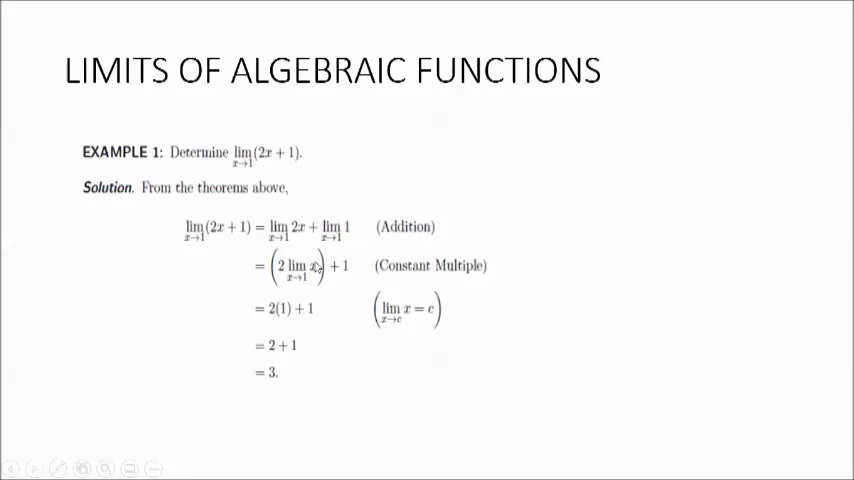 LIMITS OF ALGEBRAIC FUNCTIONS
EXAMPLE 1: Determine lim x→1 (2x + 1).
Solution. From the theorems above,
lim x→1 (2x + 1) = lim x→1 2x + lim x→1 1 (Addition)
= (2 lim x→1 x) + 1 (Constant Multiple)
= 2(1) + 1 (lim x→c x = c)
= 2 + 1
= 3.